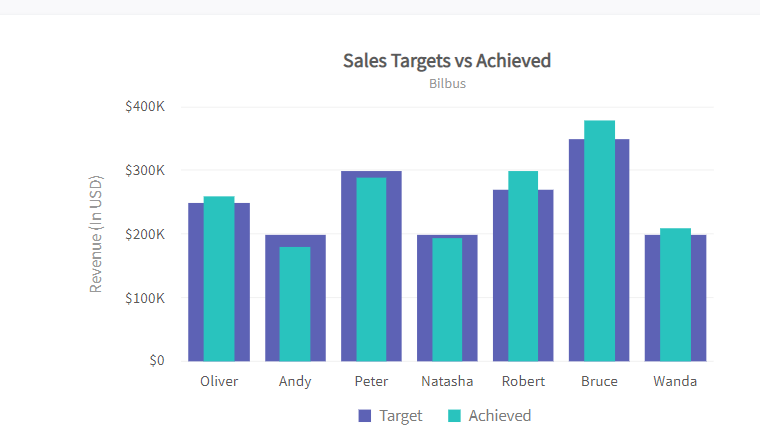 Sales Targets vs Achieved
Bilbus
Revenue (In USD)
$400K
$300K
$200K
$100K
$0
Oliver Andy Peter Natasha Robert Bruce Wanda
Target Achieved